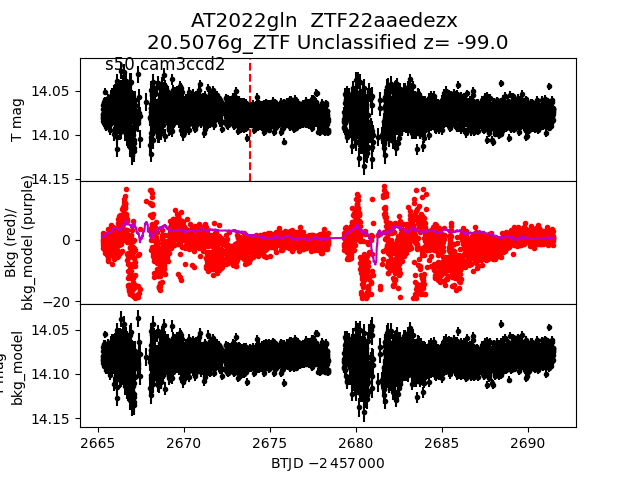 AT2022gln ZTF22aaedezx
20.5076g_ZTF Unclassified z= -99.0
s50 cam3ccd2
14.05
14.10
14.15
T mag
0
−20
Bkg (red)/
bkg_model (purple)
14.05
14.10
14.15
bkg_model
2665 2670 2675 2680 2685 2690
BTJD −2 457 000